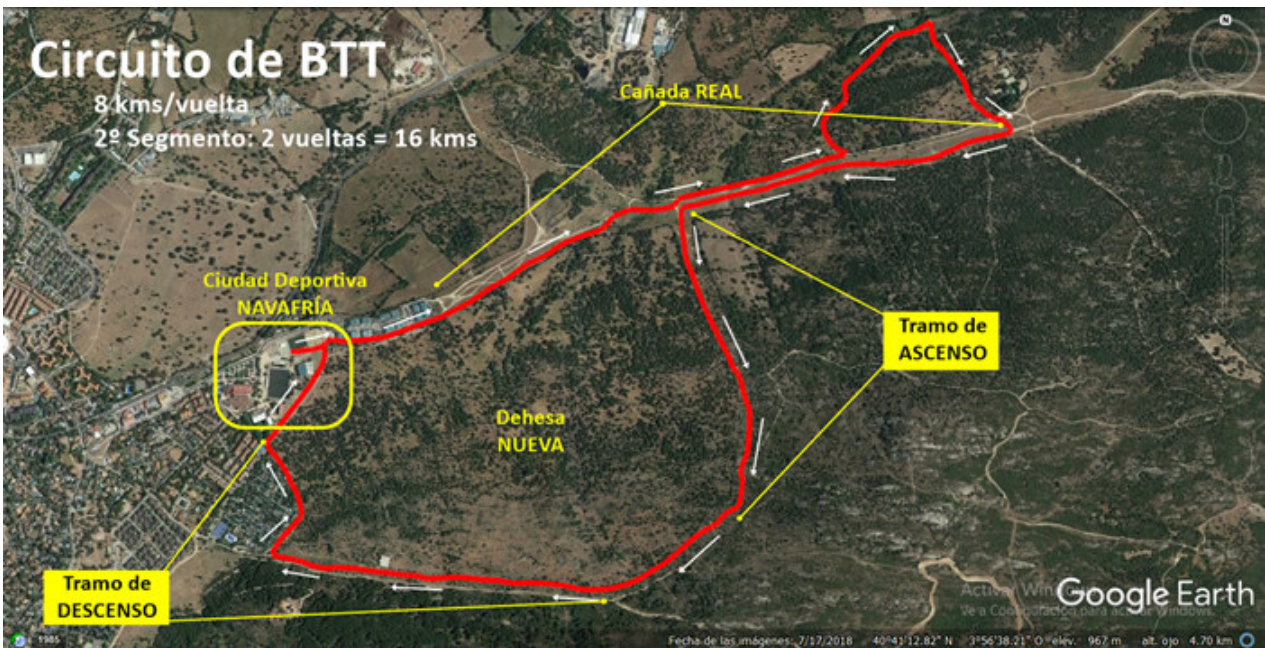 Circuito de BTT
8 kms/vuelta
2º Segmento: 2 vueltas = 16 kms
N
Cañada REAL
Ciudad Deportiva
NAVAFRÍA
Tramo de
ASCENSO
Dehesa
NUEVA
Tramo de
DESCENSO
Google Earth
1985
Fecha de las imágenes: 7/17/2018 40°41'12.82" N 3°56'38.21" O elev. 967 m alt. ojo 4.70 km